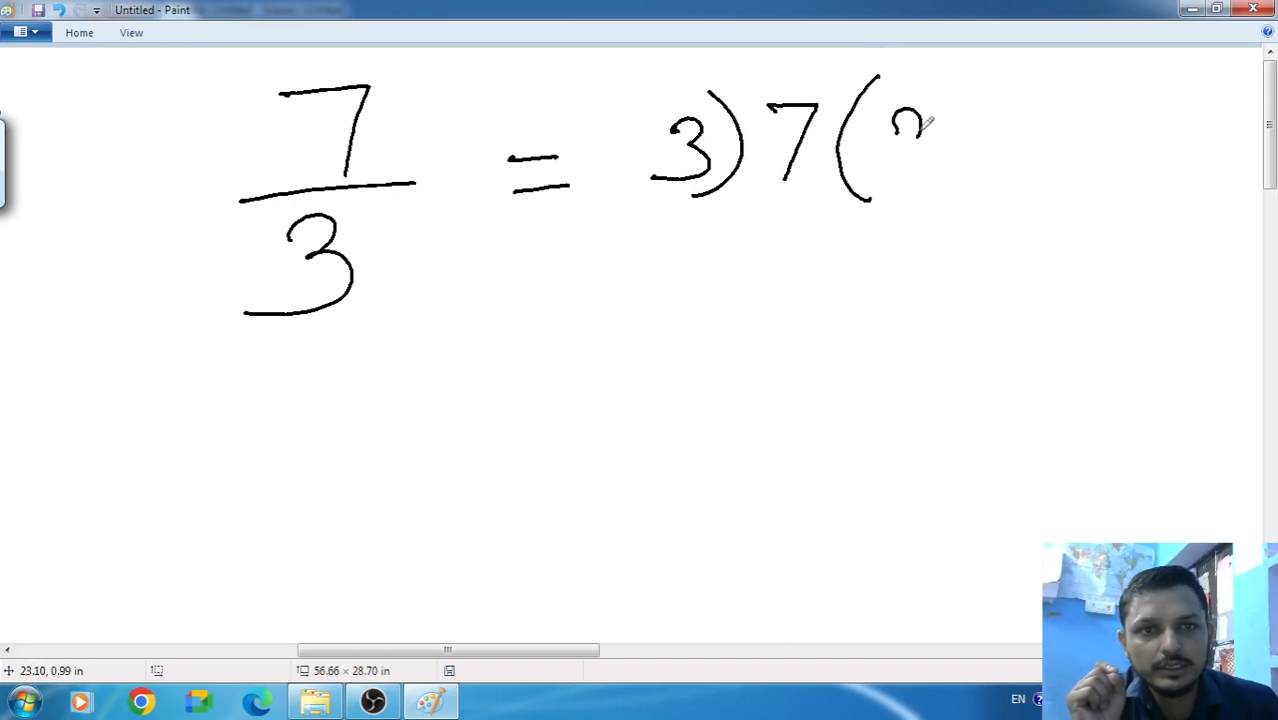 Untitled - Paint
Home View
7/3 = 3)7(
23.10, 0.99 in 56.66 × 28.70 in
EN